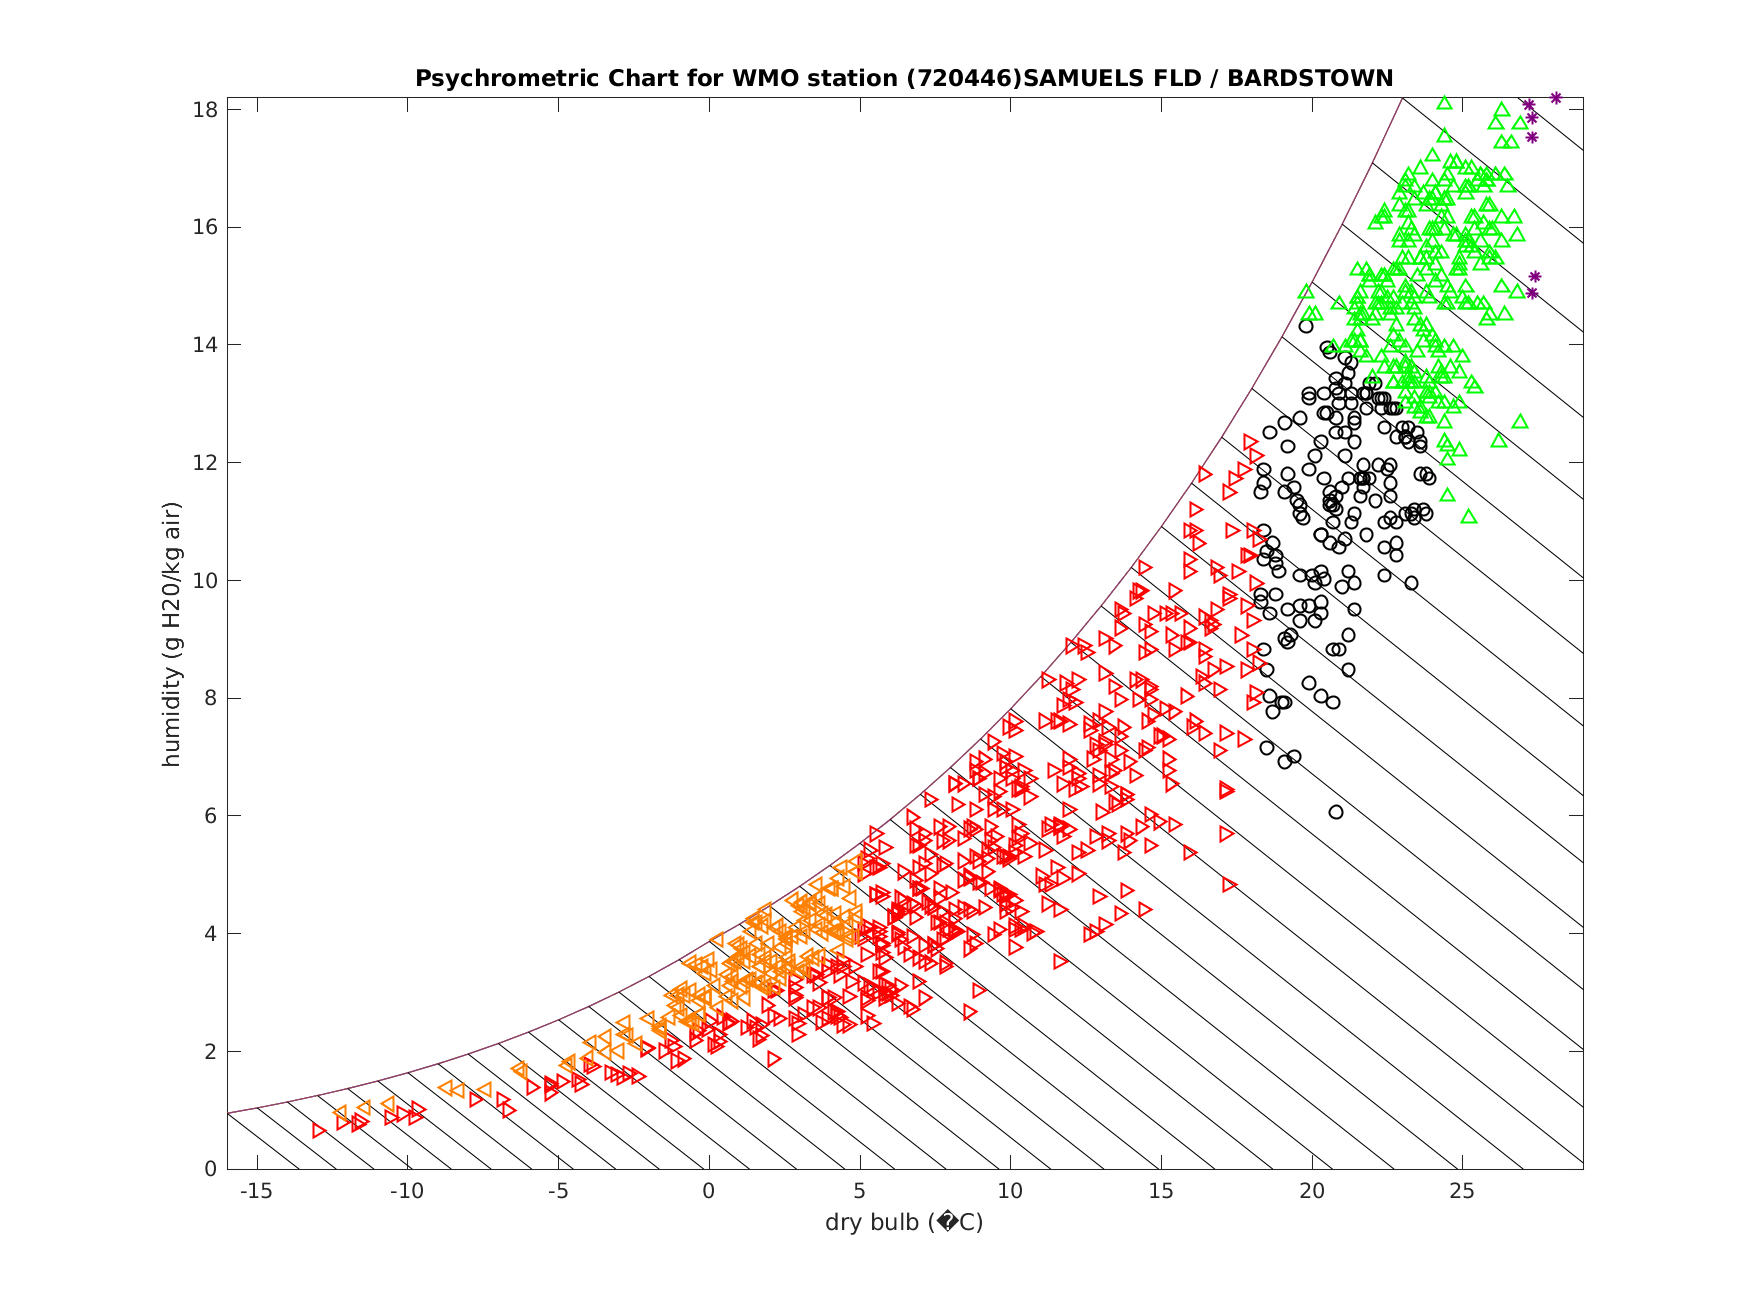 Psychrometric Chart for WMO station (720446)SAMUELS FLD / BARDSTOWN
humidity (g H20/kg air)
18
16
14
12
10
8
6
4
2
0
-15 -10 -5 0 5 10 15 20 25
dry bulb (�C)